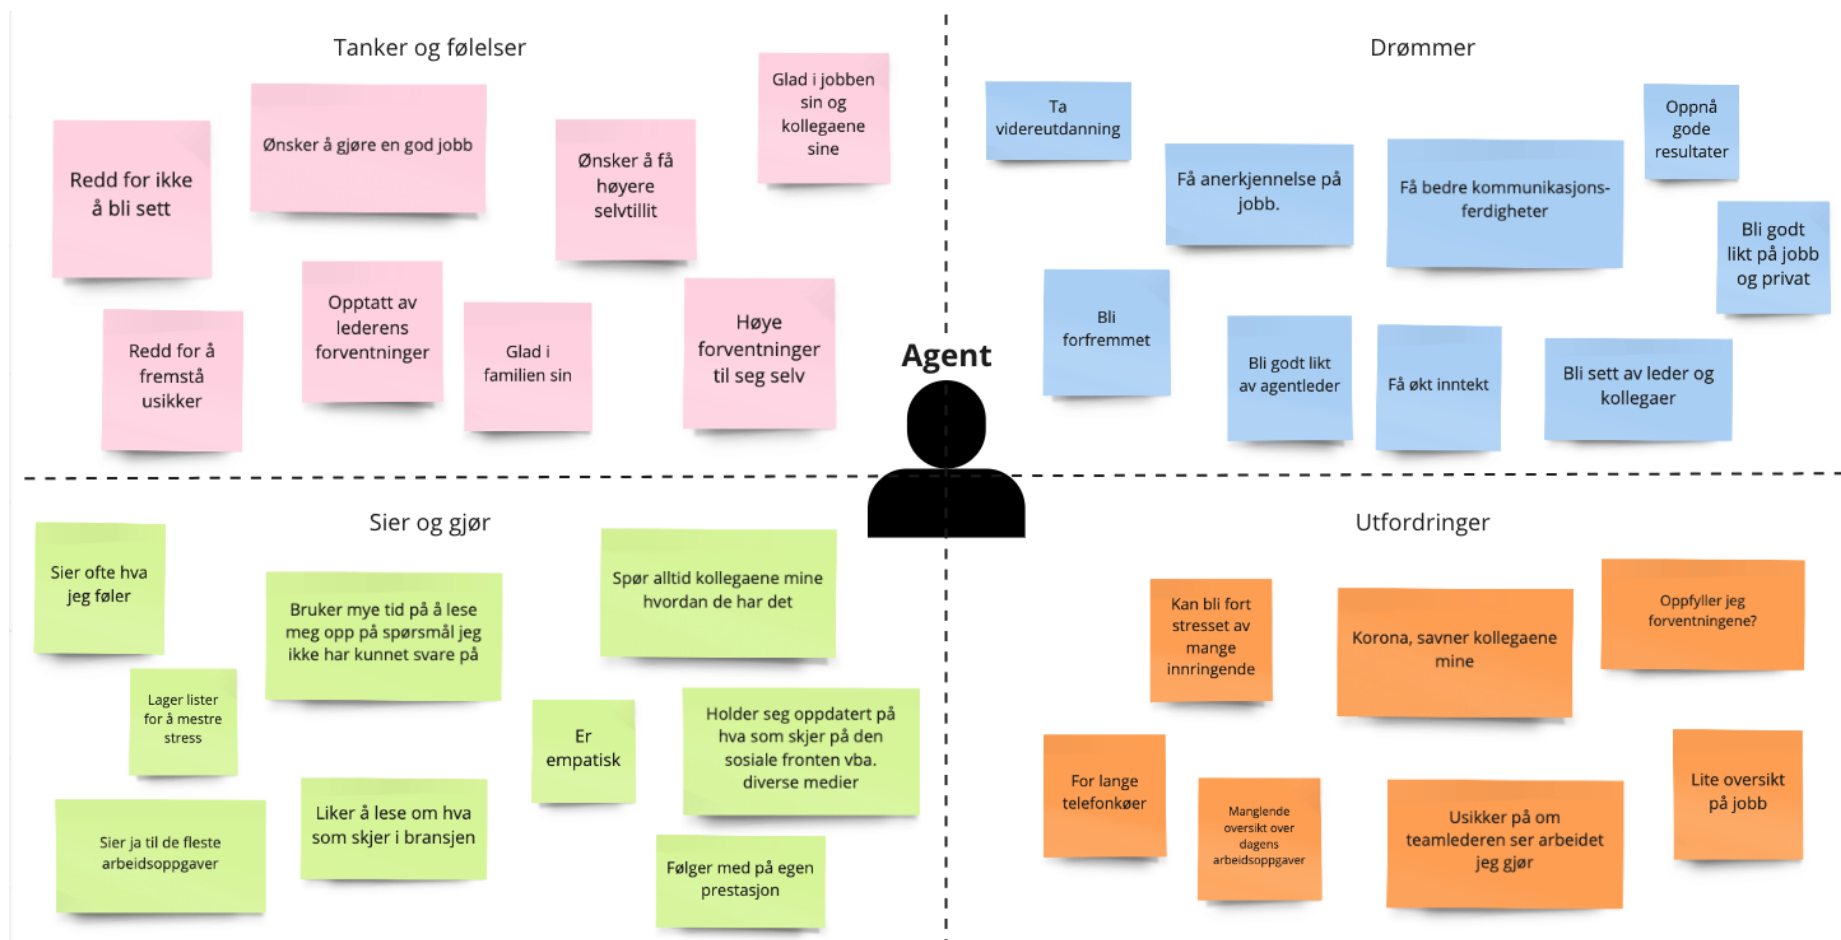 Tanker og følelser
Redd for ikke
å bli sett
Ønsker å gjøre en god jobb
Ønsker å få
høyere
selvtillit
Glad i jobben
sin og
kollegaene
sine
Redd for å
fremstå
usikker
Opptatt av
lederens
forventninger
Glad i
familien sin
Høye
forventninger
til seg selv
Agent
Drømmer
Ta
videreutdanning
Få anerkjennelse på
jobb.
Få bedre kommunikasjons-
ferdigheter
Oppnå
gode
resultater
Bli godt
likt på jobb
og privat
Bli
forfremmet
Bli godt likt
av agentleder
Få økt inntekt
Bli sett av leder og
kollegaer
Sier og gjør
Sier ofte hva
jeg føler
Bruker mye tid på å lese
meg opp på spørsmål jeg
ikke har kunnet svare på
Spør alltid kollegaene mine
hvordan de har det
Lager lister
for å mestre
stress
Er
empatisk
Holder seg oppdatert på
hva som skjer på den
sosiale fronten vba.
diverse medier
Sier ja til de fleste
arbeidsoppgaver
Liker å lese om hva
som skjer i bransjen
Følger med på egen
prestasjon
Utfordringer
Kan bli fort
stresset av
mange
innringende
Korona, savner kollegaene
mine
Oppfyller jeg
forventningene?
For lange
telefonkøer
Manglende
oversikt over
dagens
arbeidsoppgaver
Usikker på om
teamlederen ser arbeidet
jeg gjør
Lite oversikt
på jobb